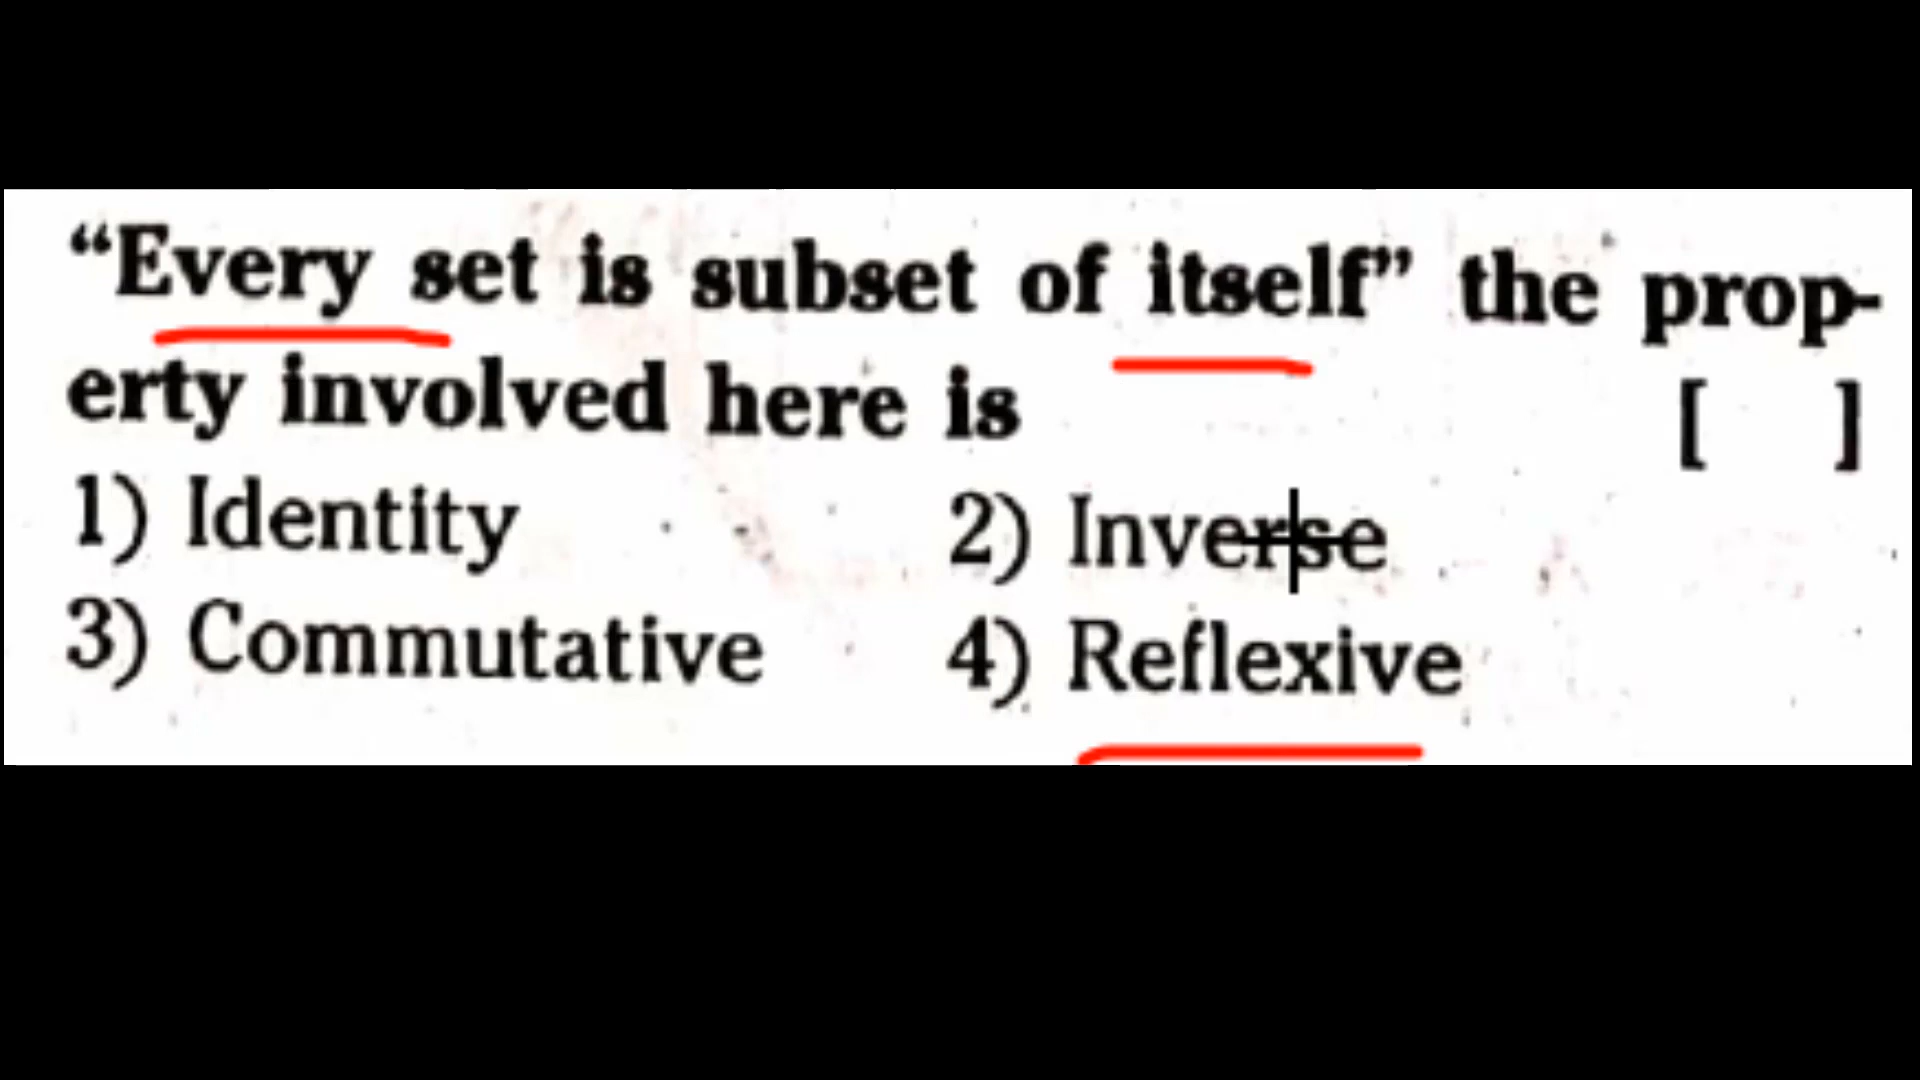 “Every set is subset of itself” the prop-
erty involved here is [ ]
1) Identity 2) Inverse
3) Commutative 4) Reflexive